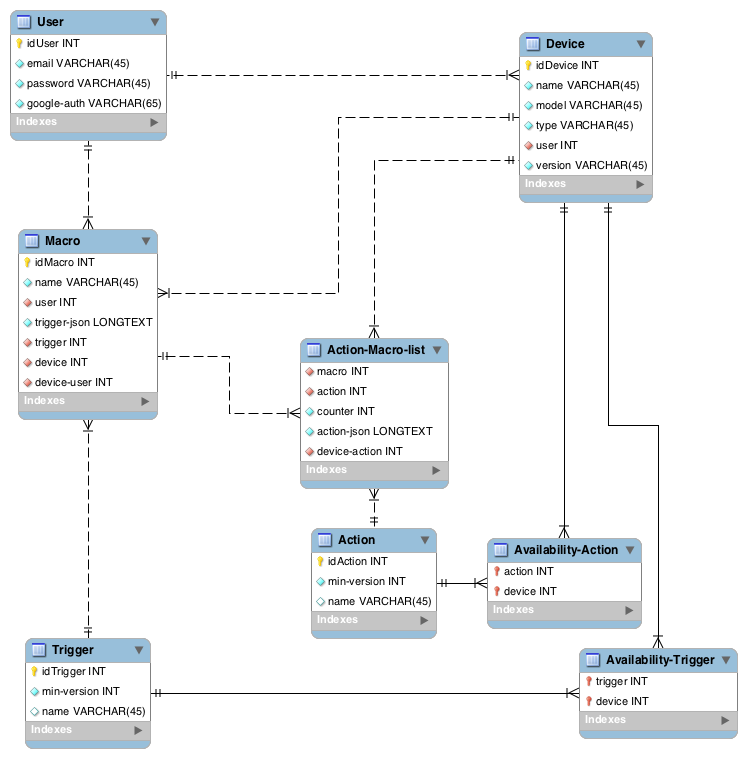 User
idUser INT
email VARCHAR(45)
password VARCHAR(45)
google-auth VARCHAR(65)
Indexes
Device
idDevice INT
name VARCHAR(45)
model VARCHAR(45)
type VARCHAR(45)
user INT
version VARCHAR(45)
Indexes
Macro
idMacro INT
name VARCHAR(45)
user INT
trigger-json LONGTEXT
trigger INT
device INT
device-user INT
Indexes
Action-Macro-list
macro INT
action INT
counter INT
action-json LONGTEXT
device-action INT
Indexes
Action
idAction INT
min-version INT
name VARCHAR(45)
Indexes
Availability-Action
action INT
device INT
Indexes
Trigger
idTrigger INT
min-version INT
name VARCHAR(45)
Indexes
Availability-Trigger
trigger INT
device INT
Indexes